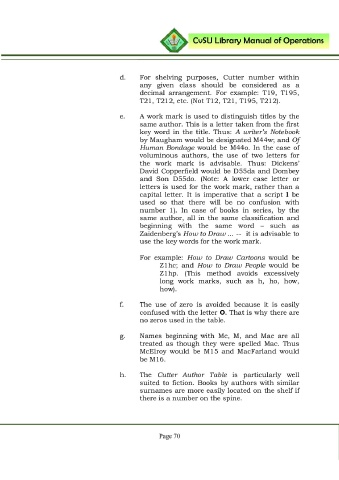 CvSU Library Manual of Operations
d. For shelving purposes, Cutter number within
any given class should be considered as a
decimal arrangement. For example: T19, T195,
T21, T212, etc. (Not T12, T21, T195, T212).
e. A work mark is used to distinguish titles by the
same author. This is a letter taken from the first
key word in the title. Thus: A writer's Notebook
by Maugham would be designated M44w; and Of
Human Bondage would be M44o. In the case of
voluminous authors, the use of two letters for
the work mark is advisable. Thus: Dickens'
David Copperfield would be D55da and Dombey
and Son D55do. (Note: A lower case letter or
letters is used for the work mark, rather than a
capital letter. It is imperative that a script l be
used so that there will be no confusion with
number 1). In case of books in series, by the
same author, all in the same classification and
beginning with the same word – such as
Zaidenberg's How to Draw ... -- it is advisable to
use the key words for the work mark.
For example: How to Draw Cartoons would be
Z1hc; and How to Draw People would be
Z1hp. (This method avoids excessively
long work marks, such as h, ho, how,
how).
f. The use of zero is avoided because it is easily
confused with the letter O. That is why there are
no zeros used in the table.
g. Names beginning with Mc, M, and Mac are all
treated as though they were spelled Mac. Thus
McElroy would be M15 and MacFarland would
be M16.
h. The Cutter Author Table is particularly well
suited to fiction. Books by authors with similar
surnames are more easily located on the shelf if
there is a number on the spine.
Page 70